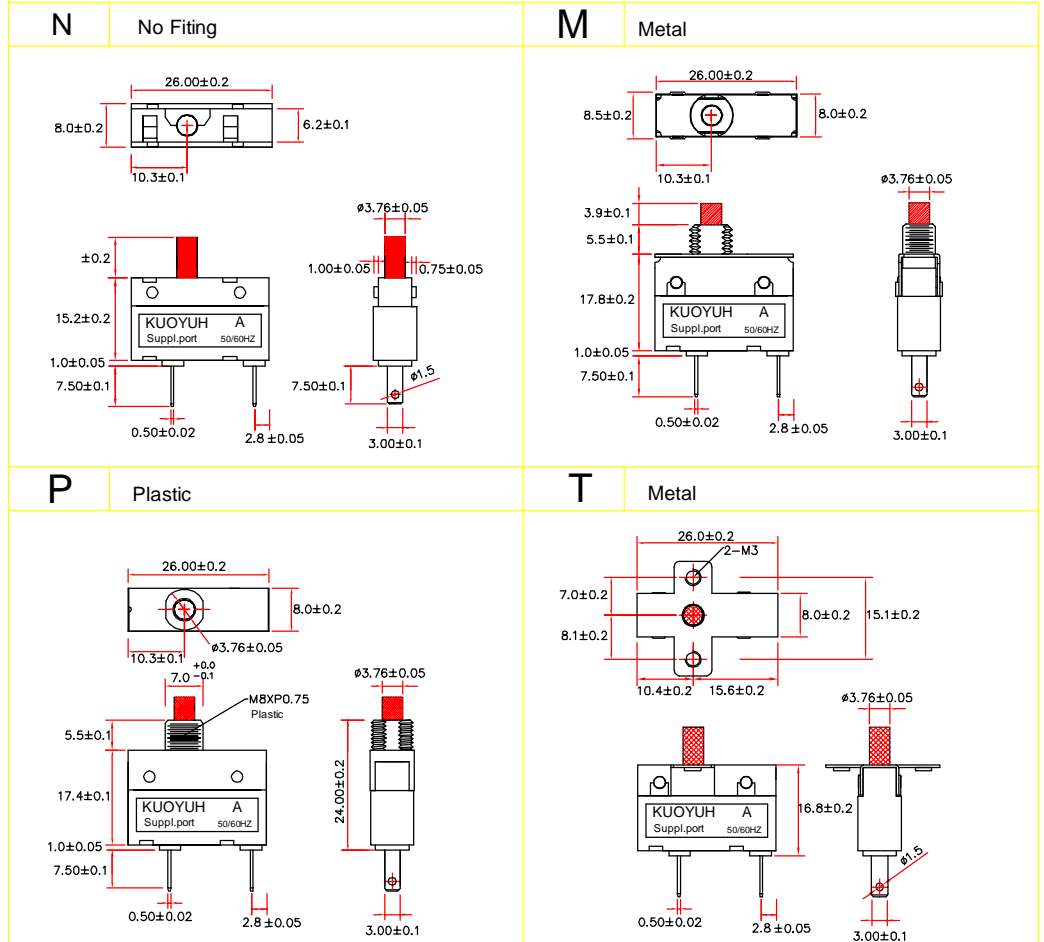 N No Fiting
26.00±0.2
8.0±0.2
6.2±0.1
10.3±0.1
ø3.76±0.05
±0.2
1.00±0.05
0.75±0.05
15.2±0.2
KUOYUH A
Suppl.port 50/60HZ
1.0±0.05
7.50±0.1
7.50±0.1
ø1.5
0.50±0.02
2.8±0.05
3.00±0.1
M Metal
26.00±0.2
8.5±0.2
8.0±0.2
10.3±0.1
ø3.76±0.05
3.9±0.1
5.5±0.1
17.8±0.2
KUOYUH A
Suppl.port 50/60HZ
1.0±0.05
7.50±0.1
0.50±0.02
2.8±0.05
3.00±0.1
P Plastic
26.00±0.2
8.0±0.2
10.3±0.1
ø3.76±0.05
7.0 +0.0 -0.1
ø3.76±0.05
M8XP0.75
Plastic
5.5±0.1
17.4±0.1
24.00±0.2
KUOYUH A
Suppl.port 50/60HZ
1.0±0.05
7.50±0.1
0.50±0.02
2.8±0.05
3.00±0.1
T Metal
26.0±0.2
2-M3
7.0±0.2
8.0±0.2
15.1±0.2
8.1±0.2
10.4±0.2
15.6±0.2
ø3.76±0.05
16.8±0.2
KUOYUH A
Suppl.port 50/60HZ
ø1.5
0.50±0.02
2.8±0.05
3.00±0.1